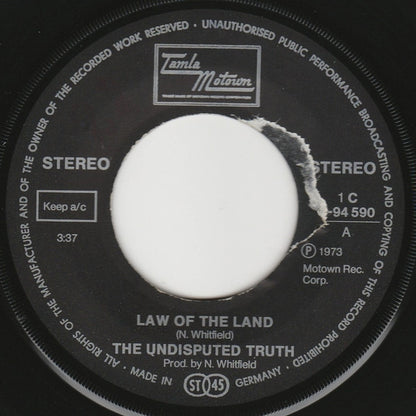 ALL RIGHTS OF THE MANUFACTURER AND OF THE OWNER OF THE RECORDED WORK RESERVED · UNAUTHORISED PUBLIC PERFORMANCE BROADCASTING AND COPYING OF THIS RECORD PROHIBITED
Tamla
Motown
STEREO
STEREO
Keep a/c
1 C
-94 590
3:37
A
Ⓟ 1973
Motown Rec.
Corp.
LAW OF THE LAND
(N. Whitfield)
THE UNDISPUTED TRUTH
Prod. by N. Whitfield
MADE IN
ST 45
GERMANY